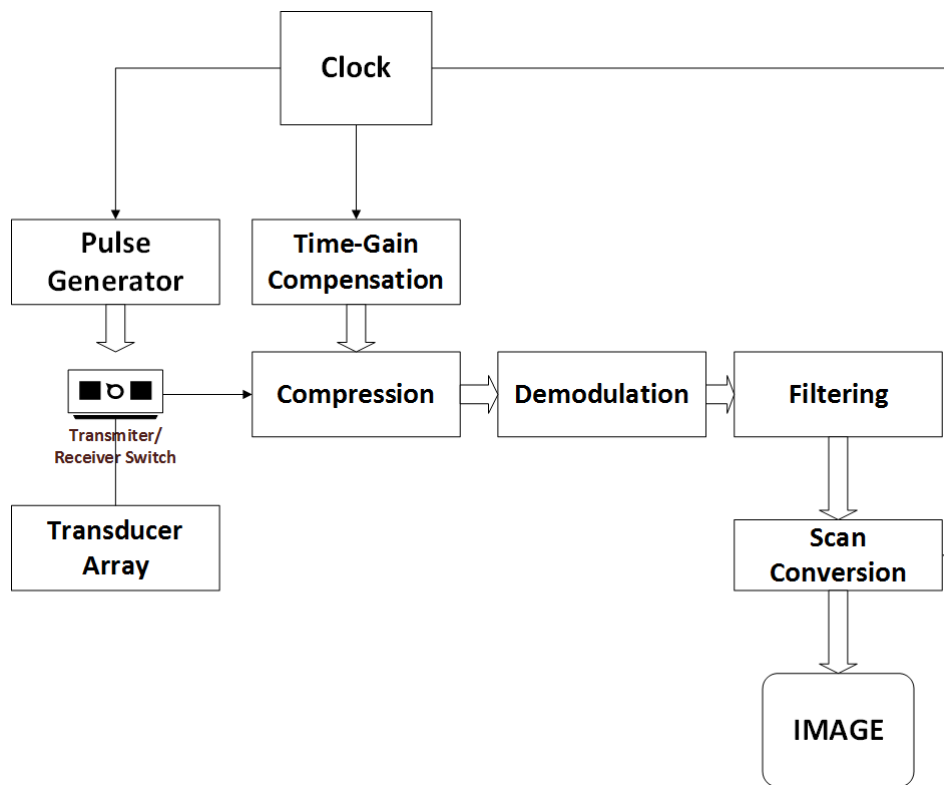 Clock
Pulse
Generator
Time-Gain
Compensation
Compression
Demodulation
Filtering
Transmiter/
Receiver Switch
Transducer
Array
Scan
Conversion
IMAGE